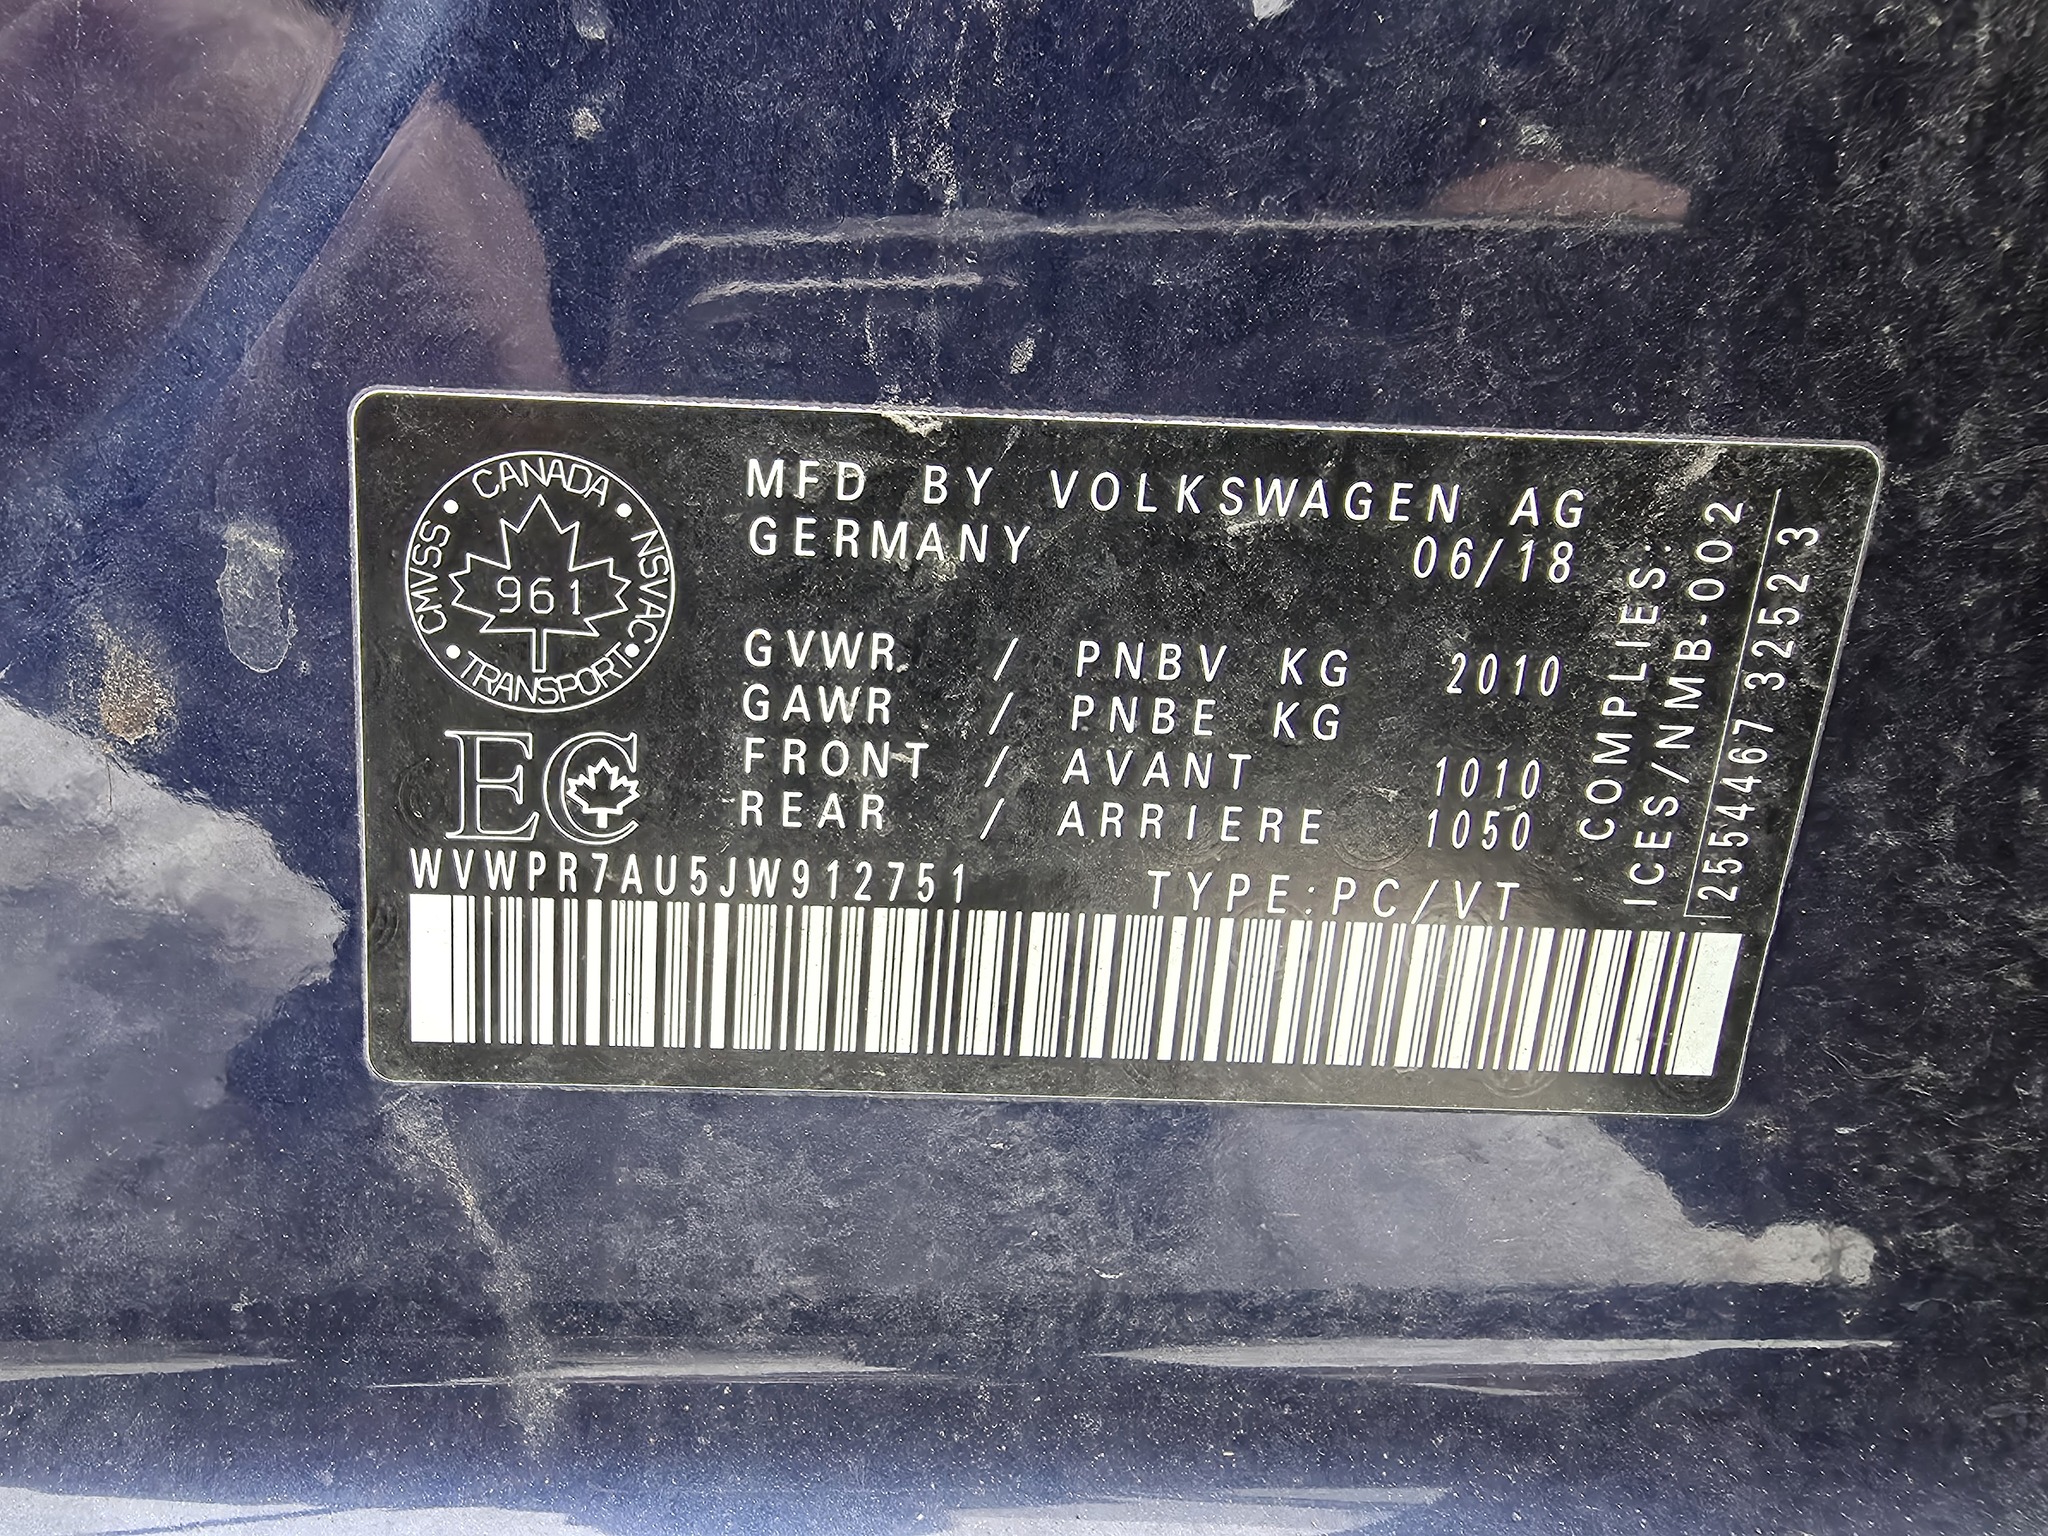 CANADA
CMVSS
NSVAC
961
TRANSPORT
MFD BY VOLKSWAGEN AG
GERMANY 06/18
GVWR / PNBV KG 2010
GAWR / PNBE KG
FRONT / AVANT 1010
REAR / ARRIERE 1050
EC
WVWPR7AU5JW912751 TYPE:PC/VT
COMPLIES:
ICES/NMB-002
2554467 32523